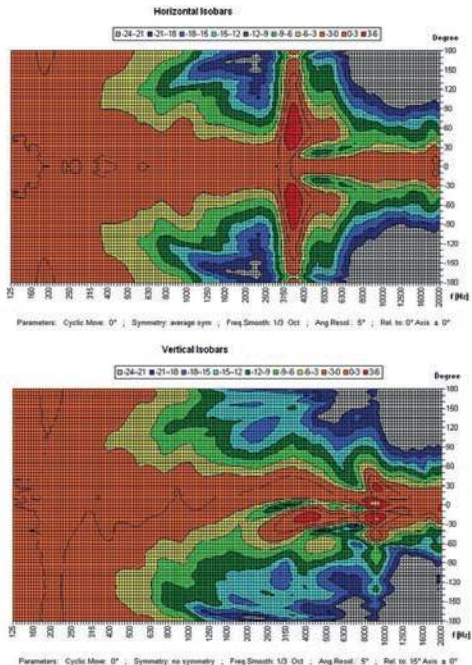 Horizontal Isobars
-24--21 -21--18 -18--15 -15--12 -12--9 -9--6 -6--3 -3-0 0-3 3-6
Degree
180
150
120
90
60
30
0
-30
-60
-90
-120
-150
-180
125 160 200 250 315 400 500 630 800 1000 1250 1600 2000 2500 3150 4000 5000 6300 8000 10000 12500 16000 20000
f [Hz]
Parameters: Cyclic Move: 0° ; Symmetry: average sym ; Freq.Smooth: 1/3 Oct ; Ang.Resol.: 5° ; Rel. to: 0° Axis ± 0°
Vertical Isobars
-24--21 -21--18 -18--15 -15--12 -12--9 -9--6 -6--3 -3-0 0-3 3-6
Degree
180
150
120
90
60
30
0
-30
-60
-90
-120
-150
-180
125 160 200 250 315 400 500 630 800 1000 1250 1600 2000 2500 3150 4000 5000 6300 8000 10000 12500 16000 20000
f [Hz]
Parameters: Cyclic Move: 0° ; Symmetry: no symmetry ; Freq.Smooth: 1/3 Oct ; Ang.Resol.: 5° ; Rel. to: 15° Axis ± 0°